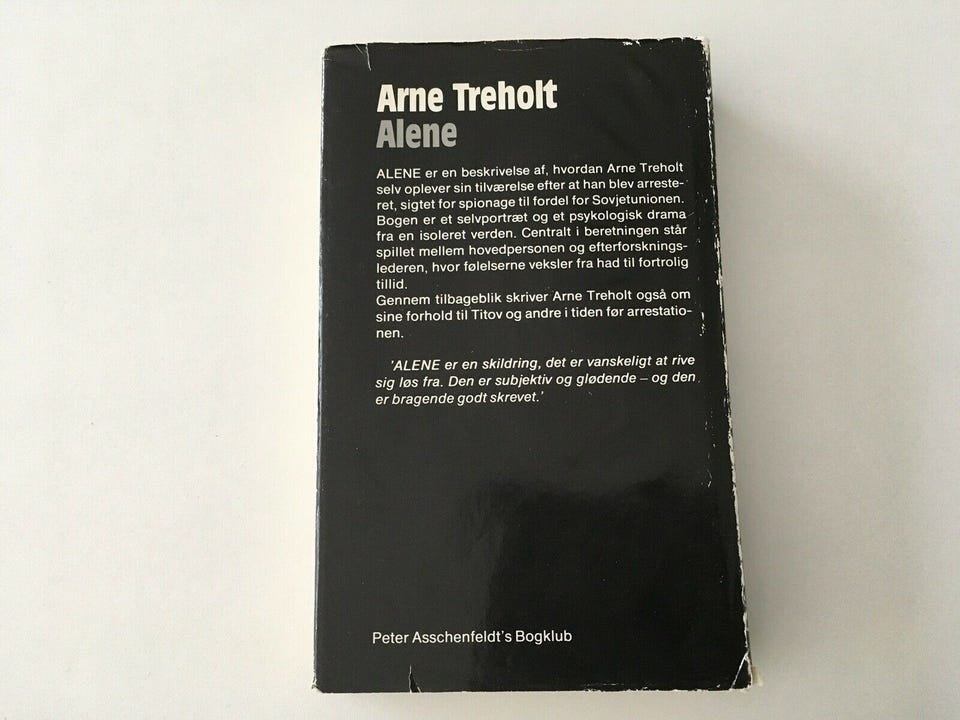 Arne Treholt
Alene
ALENE er en beskrivelse af, hvordan Arne Treholt
selv oplever sin tilværelse efter at han blev arreste-
ret, sigtet for spionage til fordel for Sovjetunionen.
Bogen er et selvportræt og et psykologisk drama
fra en isoleret verden. Centralt i beretningen står
spillet mellem hovedpersonen og efterforsknings-
lederen, hvor følelserne veksler fra had til fortrolig
tillid.
Gennem tilbageblik skriver Arne Treholt også om
sine forhold til Titov og andre i tiden før arrestatio-
nen.
'ALENE er en skildring, det er vanskeligt at rive
sig løs fra. Den er subjektiv og glødende – og den
er bragende godt skrevet.'
Peter Asschenfeldt's Bogklub